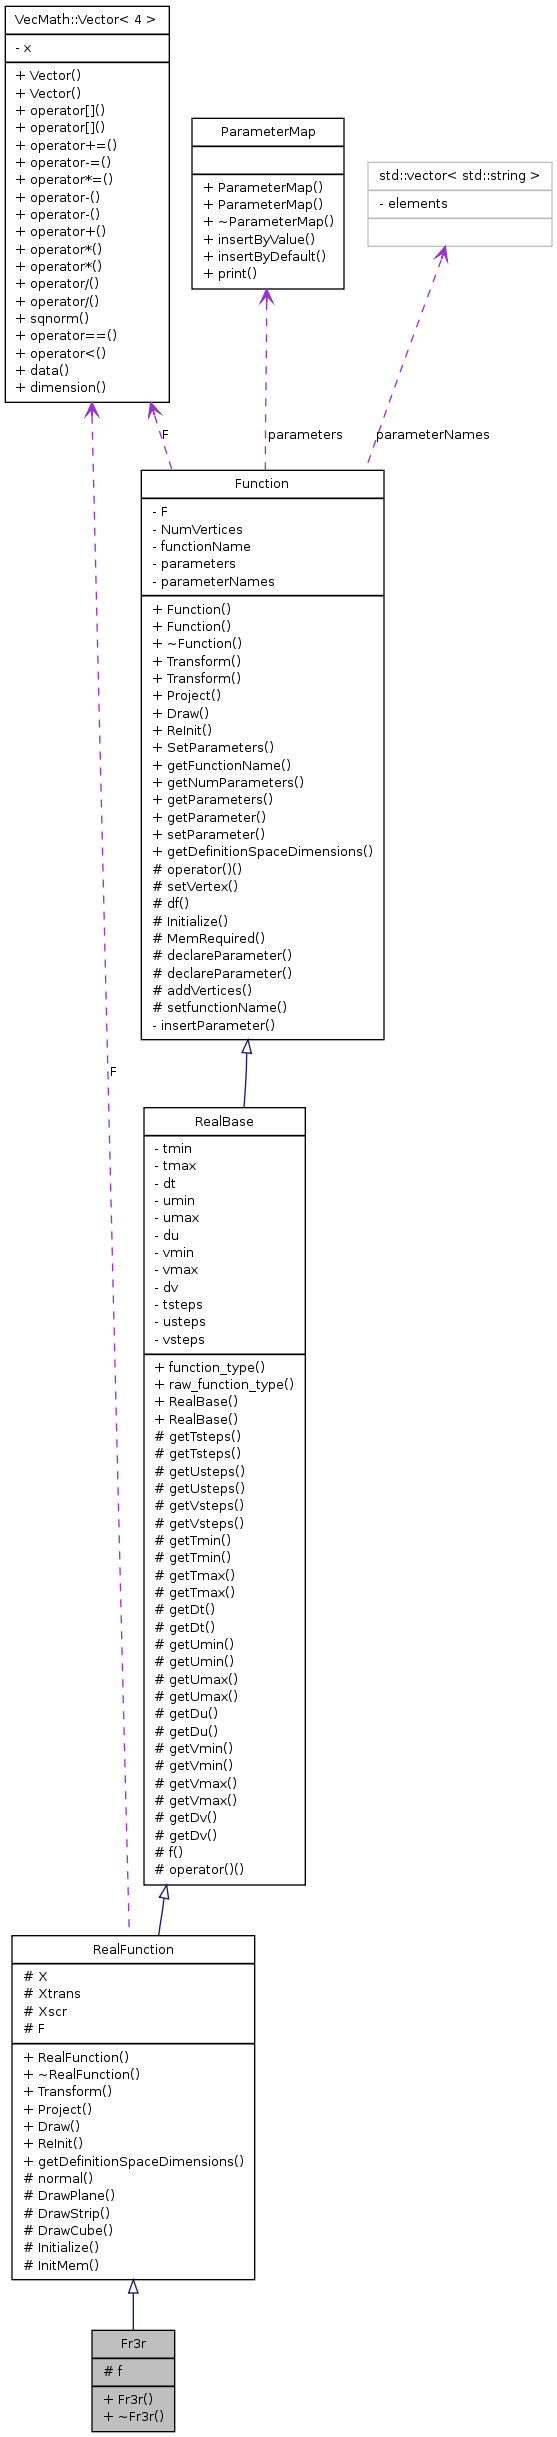 VecMath::Vector< 4 >
- x
+ Vector()
+ Vector()
+ operator[]()
+ operator[]()
+ operator+=()
+ operator-=()
+ operator*=()
+ operator-()
+ operator-()
+ operator+()
+ operator*()
+ operator*()
+ operator/()
+ operator/()
+ sqnorm()
+ operator==()
+ operator<()
+ data()
+ dimension()
ParameterMap
+ ParameterMap()
+ ParameterMap()
+ ~ParameterMap()
+ insertByValue()
+ insertByDefault()
+ print()
std::vector< std::string >
- elements
F
parameters
parameterNames
Function
- F
- NumVertices
- functionName
- parameters
- parameterNames
+ Function()
+ Function()
+ ~Function()
+ Transform()
+ Transform()
+ Project()
+ Draw()
+ ReInit()
+ SetParameters()
+ getFunctionName()
+ getNumParameters()
+ getParameters()
+ getParameter()
+ setParameter()
+ getDefinitionSpaceDimensions()
# operator()()
# setVertex()
# df()
# Initialize()
# MemRequired()
# declareParameter()
# declareParameter()
# addVertices()
# setfunctionName()
- insertParameter()
F
RealBase
- tmin
- tmax
- dt
- umin
- umax
- du
- vmin
- vmax
- dv
- tsteps
- usteps
- vsteps
+ function_type()
+ raw_function_type()
+ RealBase()
+ RealBase()
# getTsteps()
# getTsteps()
# getUsteps()
# getUsteps()
# getVsteps()
# getVsteps()
# getTmin()
# getTmin()
# getTmax()
# getTmax()
# getDt()
# getDt()
# getUmin()
# getUmin()
# getUmax()
# getUmax()
# getDu()
# getDu()
# getVmin()
# getVmin()
# getVmax()
# getVmax()
# getDv()
# getDv()
# f()
# operator()()
RealFunction
# X
# Xtrans
# Xscr
# F
+ RealFunction()
+ ~RealFunction()
+ Transform()
+ Project()
+ Draw()
+ ReInit()
+ getDefinitionSpaceDimensions()
# normal()
# DrawPlane()
# DrawStrip()
# DrawCube()
# Initialize()
# InitMem()
Fr3r
# f
+ Fr3r()
+ ~Fr3r()